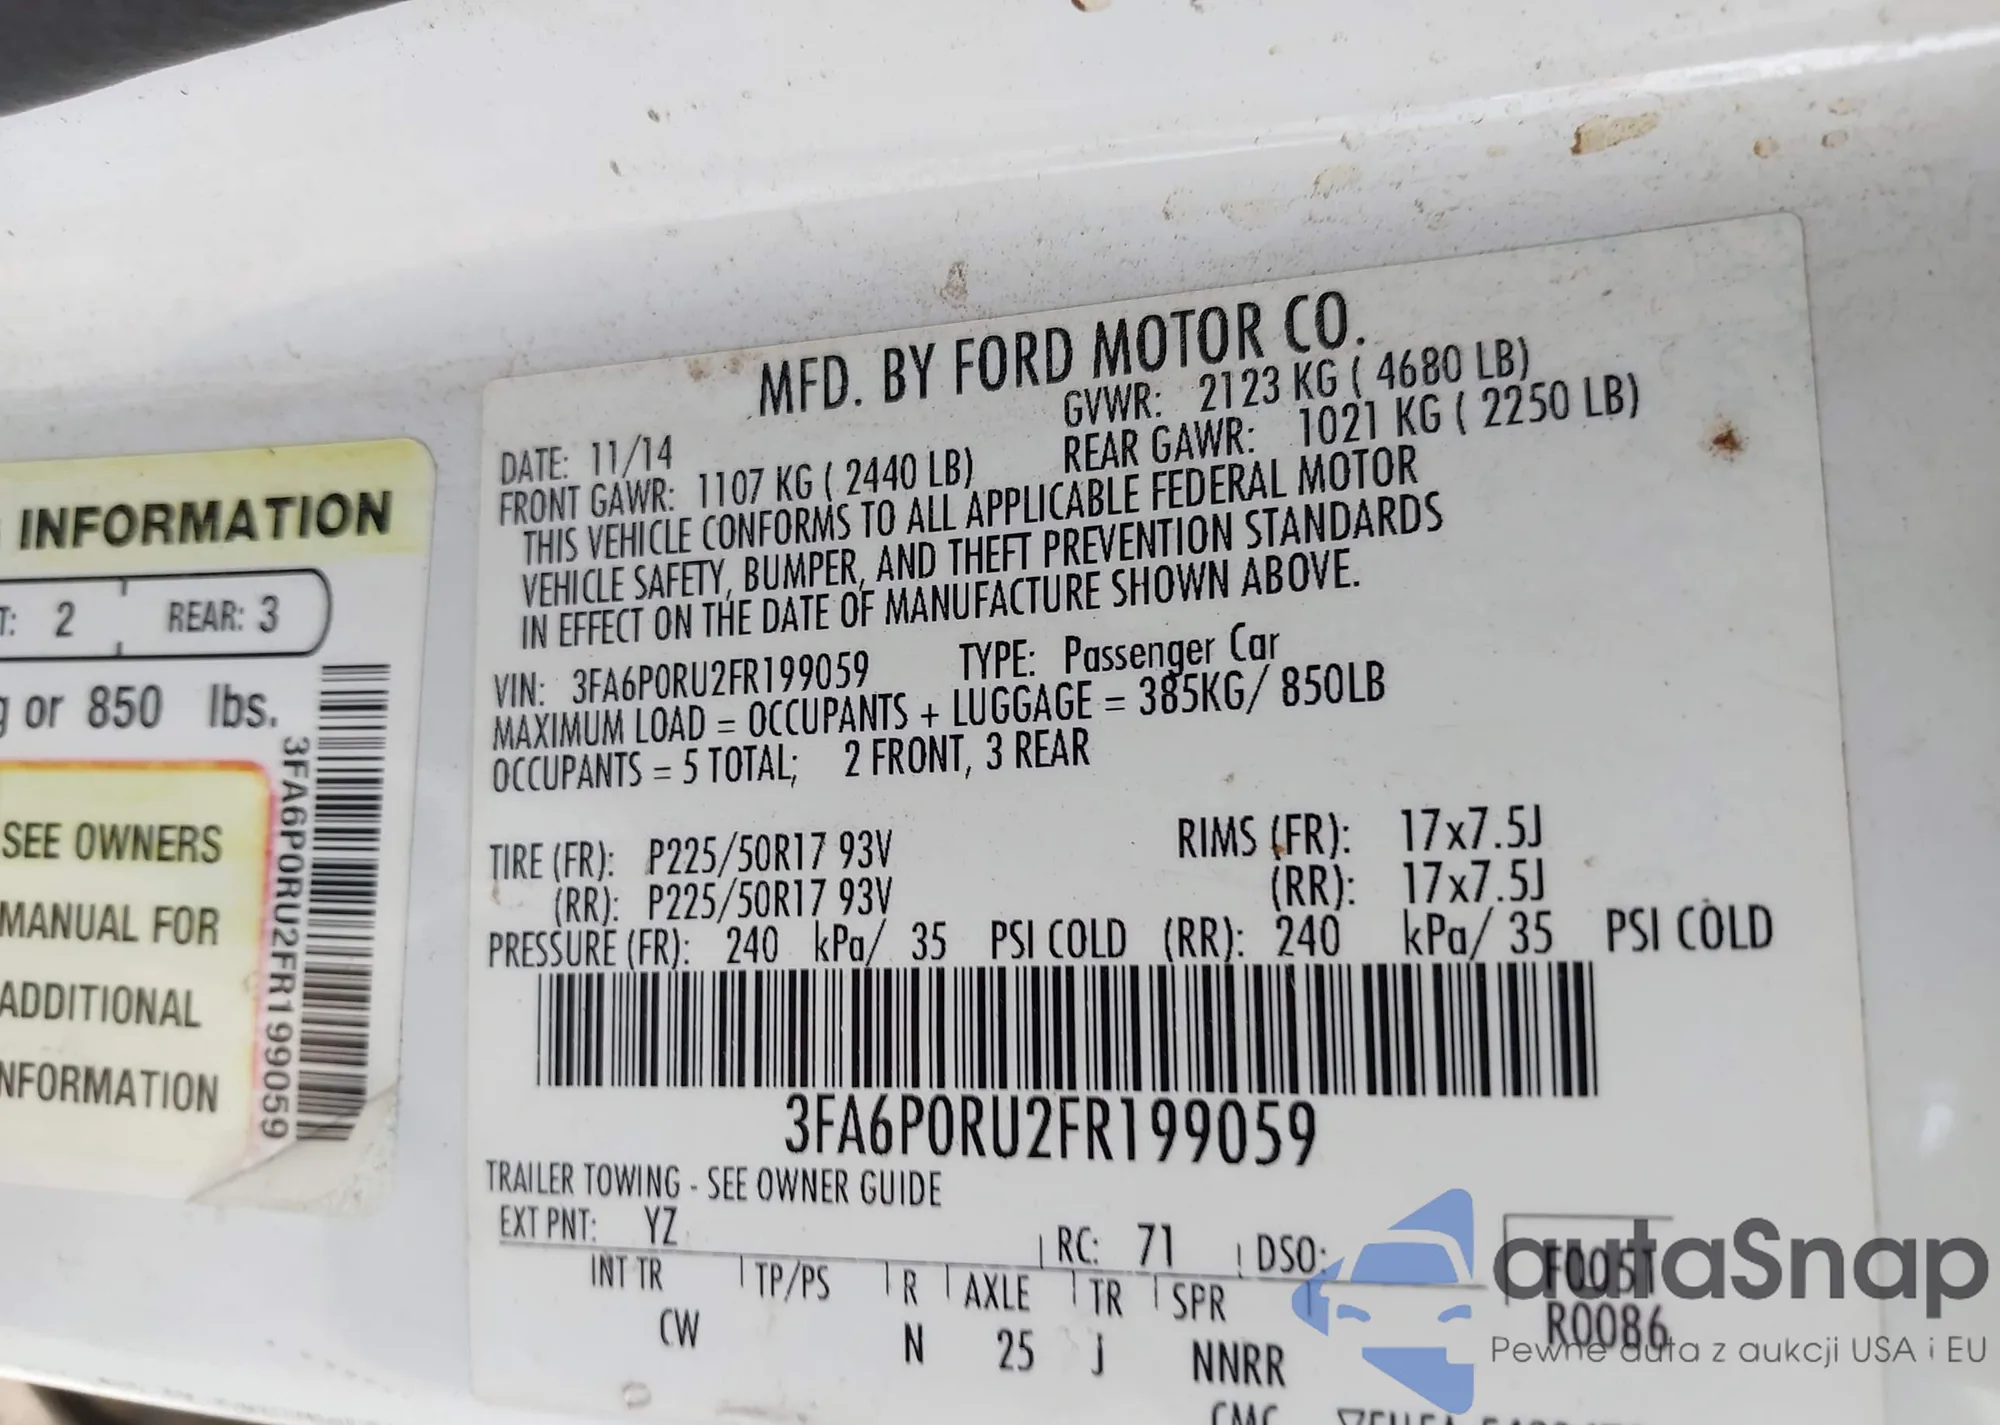 INFORMATION
T: 2 REAR: 3
g or 850 lbs.
SEE OWNERS
MANUAL FOR
ADDITIONAL
NFORMATION
3FA6P0RU2FR199059
MFD. BY FORD MOTOR CO.
DATE: 11/14 GVWR: 2123 KG ( 4680 LB)
FRONT GAWR: 1107 KG ( 2440 LB) REAR GAWR: 1021 KG ( 2250 LB)
THIS VEHICLE CONFORMS TO ALL APPLICABLE FEDERAL MOTOR
VEHICLE SAFETY, BUMPER, AND THEFT PREVENTION STANDARDS
IN EFFECT ON THE DATE OF MANUFACTURE SHOWN ABOVE.
VIN: 3FA6P0RU2FR199059 TYPE: Passenger Car
MAXIMUM LOAD = OCCUPANTS + LUGGAGE = 385KG/ 850LB
OCCUPANTS = 5 TOTAL; 2 FRONT, 3 REAR
TIRE (FR): P225/50R17 93V RIMS (FR): 17x7.5J
(RR): P225/50R17 93V (RR): 17x7.5J
PRESSURE (FR): 240 kPa/ 35 PSI COLD (RR): 240 kPa/ 35 PSI COLD
3FA6P0RU2FR199059
TRAILER TOWING - SEE OWNER GUIDE
EXT PNT: YZ RC: 71 DSO:
INT TR TP/PS R AXLE TR SPR
CW N 25 J NNRR
R0086
autaSnap
Pewne auta z aukcji USA i EU